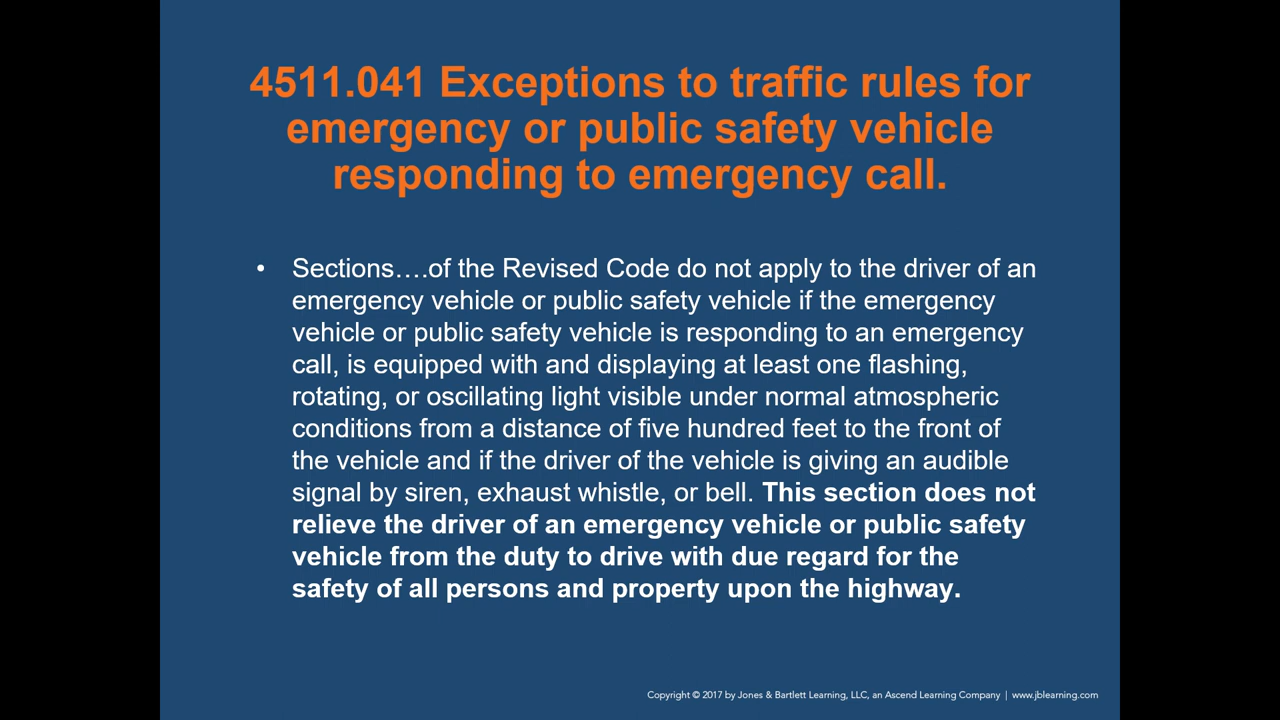 4511.041 Exceptions to traffic rules for
emergency or public safety vehicle
responding to emergency call.
• Sections….of the Revised Code do not apply to the driver of an
emergency vehicle or public safety vehicle if the emergency
vehicle or public safety vehicle is responding to an emergency
call, is equipped with and displaying at least one flashing,
rotating, or oscillating light visible under normal atmospheric
conditions from a distance of five hundred feet to the front of
the vehicle and if the driver of the vehicle is giving an audible
signal by siren, exhaust whistle, or bell. This section does not
relieve the driver of an emergency vehicle or public safety
vehicle from the duty to drive with due regard for the
safety of all persons and property upon the highway.
Copyright © 2017 by Jones & Bartlett Learning, LLC, an Ascend Learning Company | www.jblearning.com